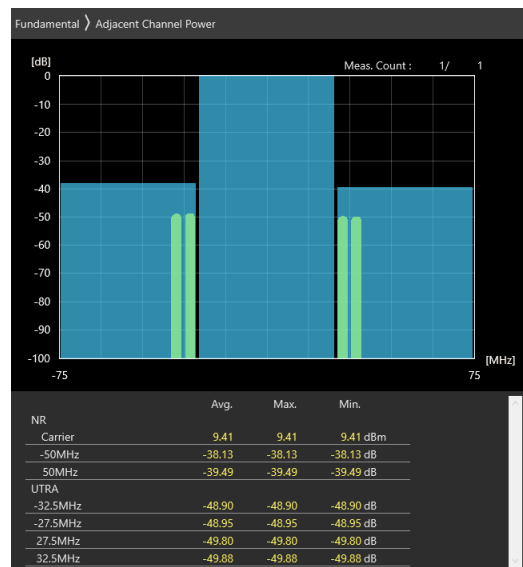 Fundamental 〉 Adjacent Channel Power
[dB]
Meas. Count : 1/ 1
0
-10
-20
-30
-40
-50
-60
-70
-80
-90
-100
[MHz]
-75 75
Avg. Max. Min.
NR
Carrier 9.41 9.41 9.41 dBm
-50MHz -38.13 -38.13 -38.13 dB
50MHz -39.49 -39.49 -39.49 dB
UTRA
-32.5MHz -48.90 -48.90 -48.90 dB
-27.5MHz -48.95 -48.95 -48.95 dB
27.5MHz -49.80 -49.80 -49.80 dB
32.5MHz -49.88 -49.88 -49.88 dB